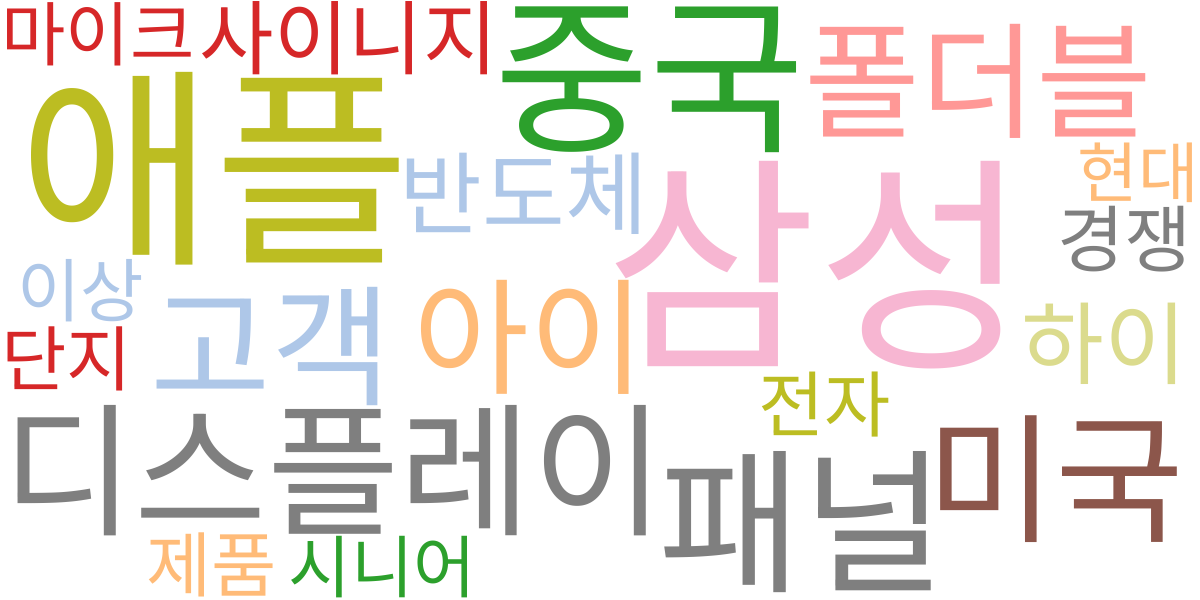 마이크
사이니지
중국
폴더블
애플
반도체
삼성
현대
경쟁
이상
고객
아이
하이
단지
전자
디스플레이
패널
미국
제품
시니어